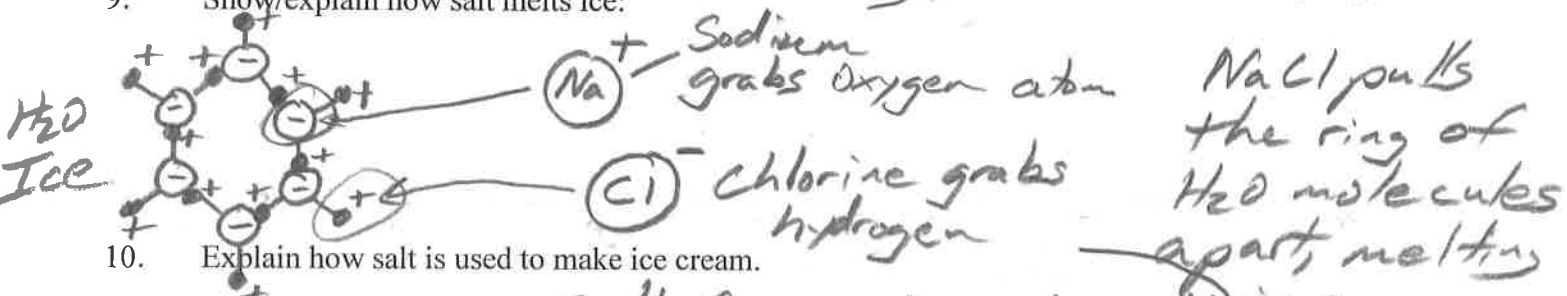 9. Show/explain how salt melts ice:
H2O
Ice
+ + + + + + + + + + + +
- - - - - -
Na +
Sodium
grabs Oxygen atom
Cl -
Chlorine grabs
hydrogen
NaCl pulls
the ring of
H2O molecules
apart, melting
10. Explain how salt is used to make ice cream.